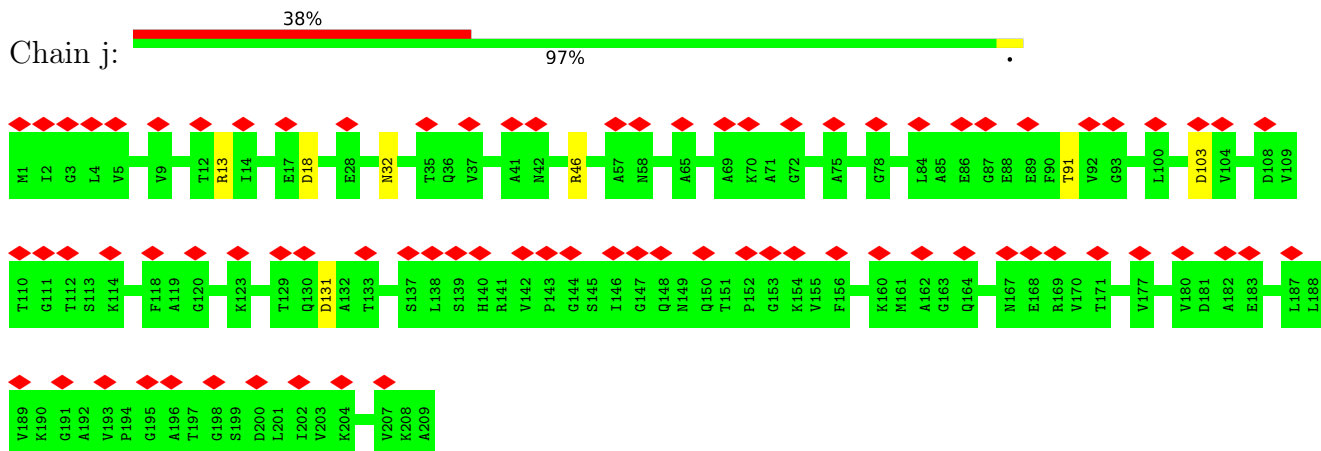 38%
Chain j:
97%
.
M1 I2 G3 L4 V5 V9 T12 R13 I14 E17 D18 E28 N32 T35 Q36 V37 A41 N42 R46 A57 N58 A65 A69 K70 A71 G72 A75 G78 L84 A85 E86 G87 E88 E89 F90 T91 V92 G93 L100 D103 V104 D108 V109
T110 G111 T112 S113 K114 F118 A119 G120 K123 T129 Q130 D131 A132 T133 S137 L138 S139 H140 R141 V142 P143 G144 S145 I146 G147 Q148 N149 Q150 T151 P152 G153 K154 V155 F156 K160 M161 A162 G163 Q164 N167 E168 R169 V170 T171 V177 V180 D181 A182 E183 L187 L188
V189 K190 G191 A192 V193 P194 G195 A196 T197 G198 S199 D200 L201 I202 V203 K204 V207 K208 A209